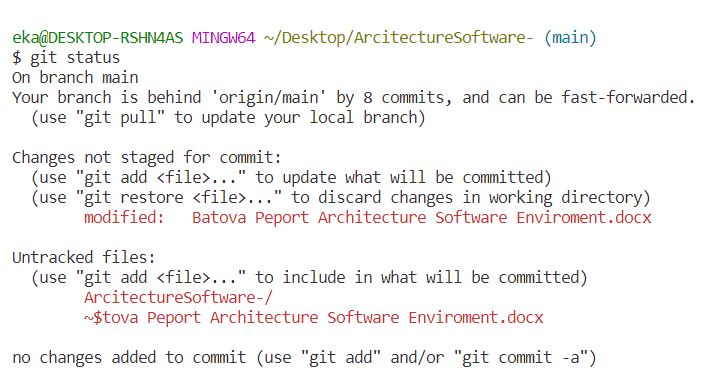 eka@DESKTOP-RSHN4AS MINGW64 ~/Desktop/ArcitectureSoftware- (main)
$ git status
On branch main
Your branch is behind 'origin/main' by 8 commits, and can be fast-forwarded.
  (use "git pull" to update your local branch)

Changes not staged for commit:
  (use "git add <file>..." to update what will be committed)
  (use "git restore <file>..." to discard changes in working directory)
        modified:   Batova Peport Architecture Software Enviroment.docx

Untracked files:
  (use "git add <file>..." to include in what will be committed)
        ArcitectureSoftware-/
        ~$tova Peport Architecture Software Enviroment.docx

no changes added to commit (use "git add" and/or "git commit -a")